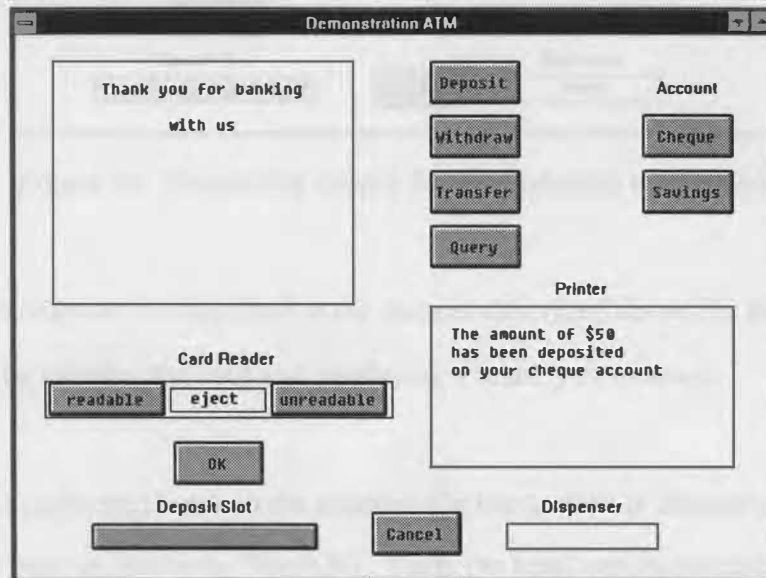 Demonstration ATM
Thank you for banking
with us
Deposit
Withdraw
Transfer
Query
Account
Cheque
Savings
Printer
The amount of $50
has been deposited
on your cheque account
Card Reader
readable eject unreadable
OK
Deposit Slot
Cancel
Dispenser